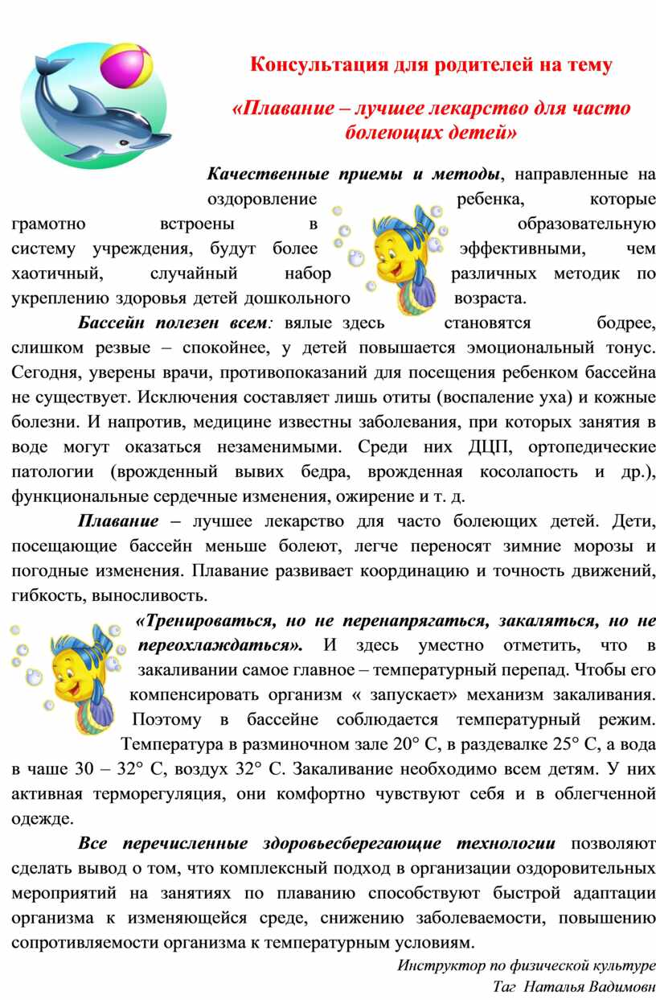 Консультация для родителей на тему
«Плавание – лучшее лекарство для часто
болеющих детей»
Качественные приемы и методы, направленные на
оздоровление ребенка, которые
грамотно встроены в образовательную
систему учреждения, будут более эффективными, чем
хаотичный, случайный набор различных методик по
укреплению здоровья детей дошкольного возраста.
Бассейн полезен всем: вялые здесь становятся бодрее,
слишком резвые – спокойнее, у детей повышается эмоциональный тонус.
Сегодня, уверены врачи, противопоказаний для посещения ребенком бассейна
не существует. Исключения составляет лишь отиты (воспаление уха) и кожные
болезни. И напротив, медицине известны заболевания, при которых занятия в
воде могут оказаться незаменимыми. Среди них ДЦП, ортопедические
патологии (врожденный вывих бедра, врожденная косолапость и др.),
функциональные сердечные изменения, ожирение и т. д.
Плавание – лучшее лекарство для часто болеющих детей. Дети,
посещающие бассейн меньше болеют, легче переносят зимние морозы и
погодные изменения. Плавание развивает координацию и точность движений,
гибкость, выносливость.
«Тренироваться, но не перенапрягаться, закаляться, но не
переохлаждаться». И здесь уместно отметить, что в
закаливании самое главное – температурный перепад. Чтобы его
компенсировать организм « запускает» механизм закаливания.
Поэтому в бассейне соблюдается температурный режим.
Температура в разминочном зале 20° С, в раздевалке 25° С, а вода
в чаше 30 – 32° С, воздух 32° С. Закаливание необходимо всем детям. У них
активная терморегуляция, они комфортно чувствуют себя и в облегченной
одежде.
Все перечисленные здоровьесберегающие технологии позволяют
сделать вывод о том, что комплексный подход в организации оздоровительных
мероприятий на занятиях по плаванию способствуют быстрой адаптации
организма к изменяющейся среде, снижению заболеваемости, повышению
сопротивляемости организма к температурным условиям.
Инструктор по физической культуре
Таг Наталья Вадимовн